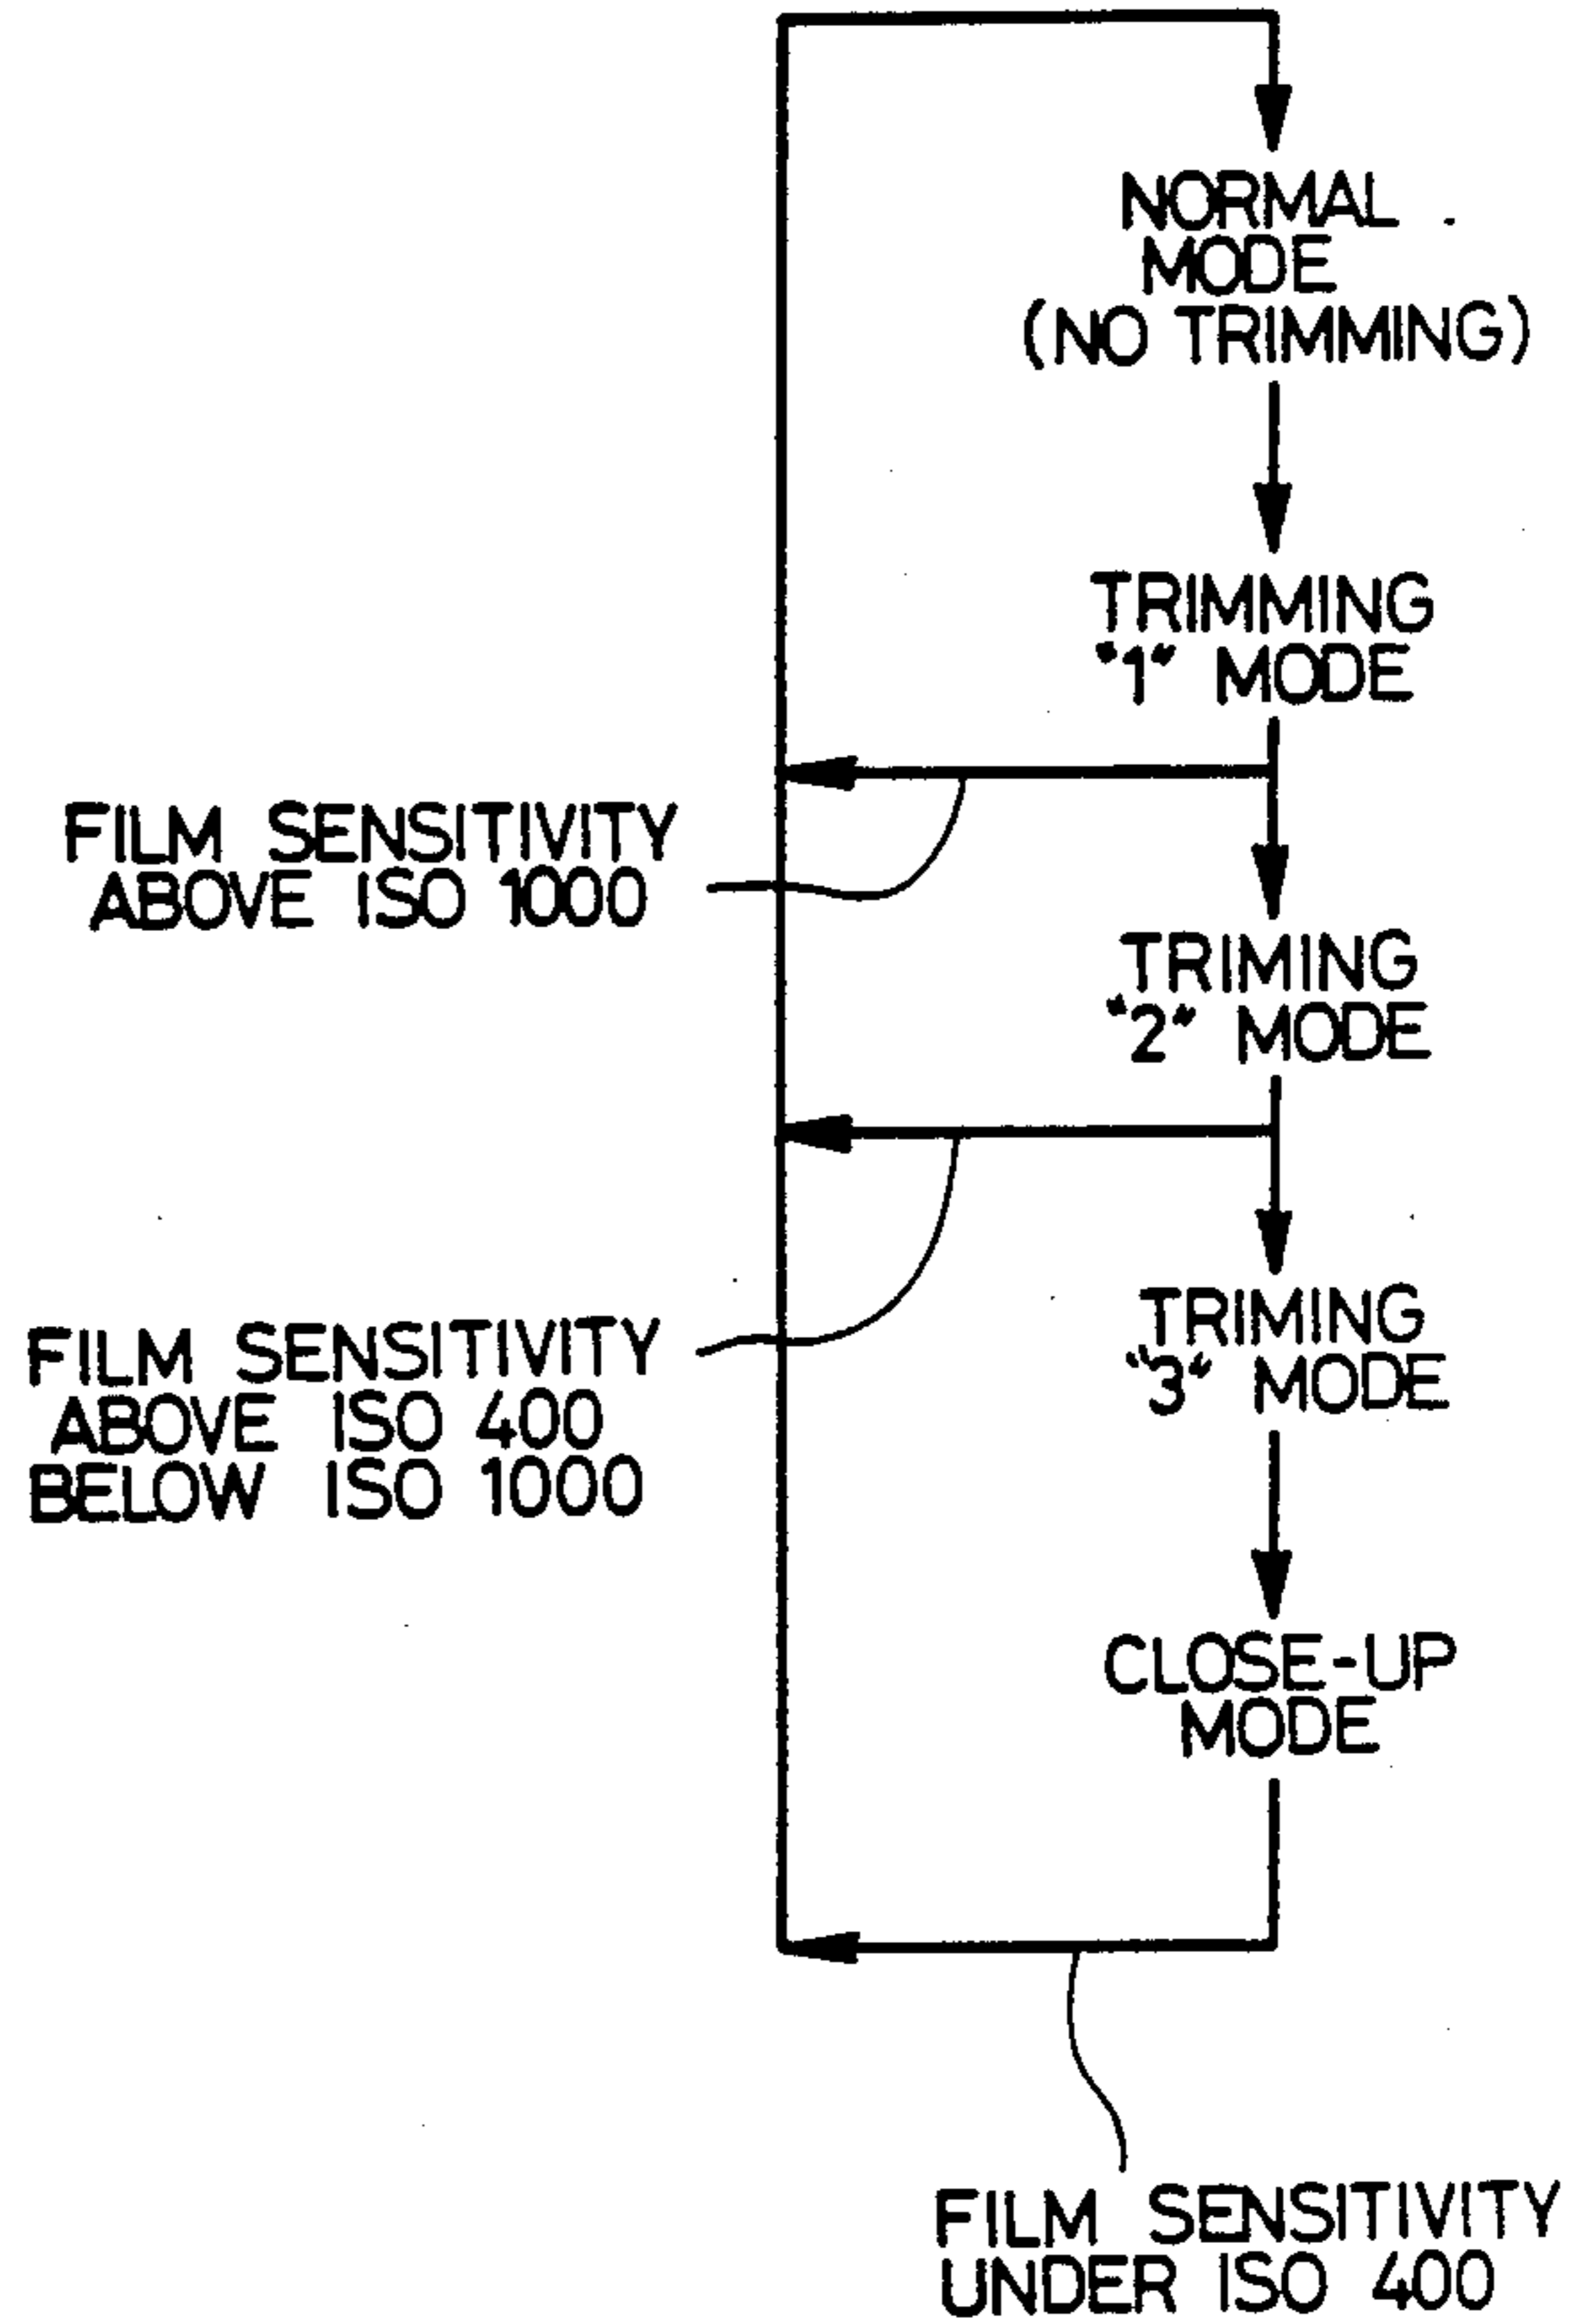 NORMAL
MODE
(NO TRIMMING)
TRIMMING
"1" MODE
FILM SENSITIVITY
ABOVE ISO 1000
TRIMING
"2" MODE
TRIMING
"3" MODE
FILM SENSITIVITY
ABOVE ISO 400
BELOW ISO 1000
CLOSE-UP
MODE
FILM SENSITIVITY
UNDER ISO 400